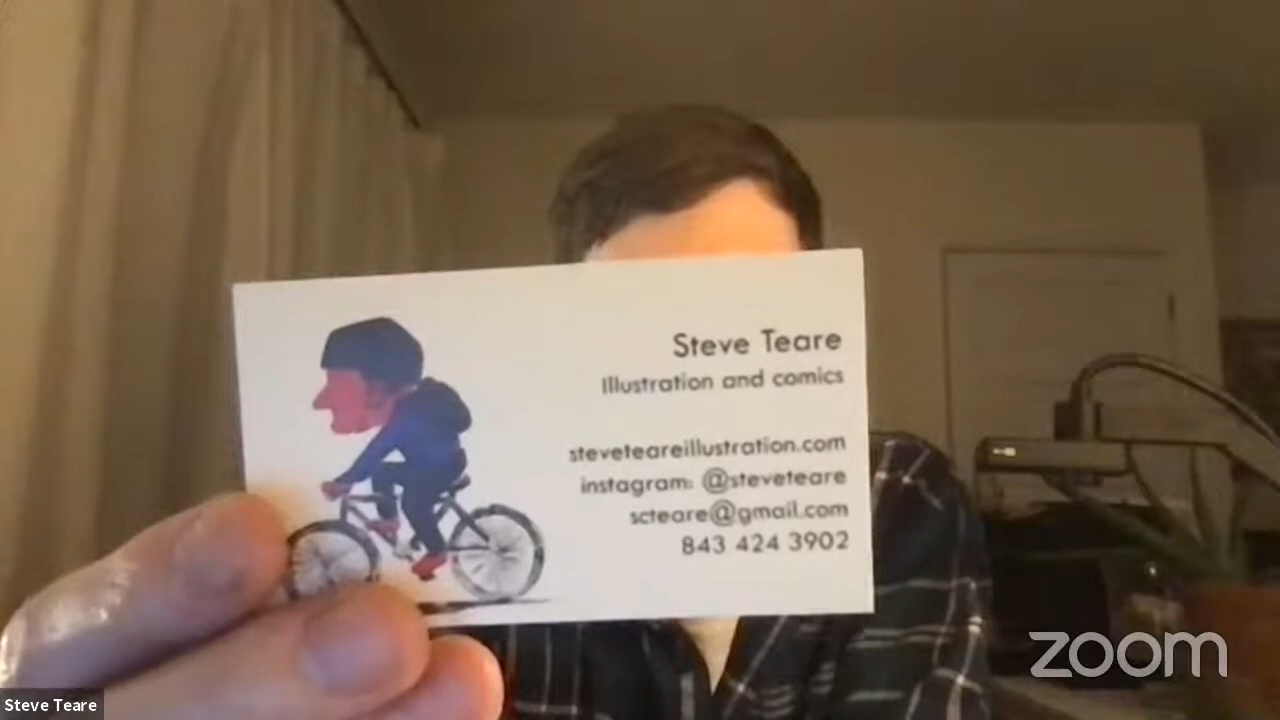 Steve Teare
Illustration and comics
steveteareillustration.com
instagram: @steveteare
scteare@gmail.com
843 424 3902
zoom
Steve Teare